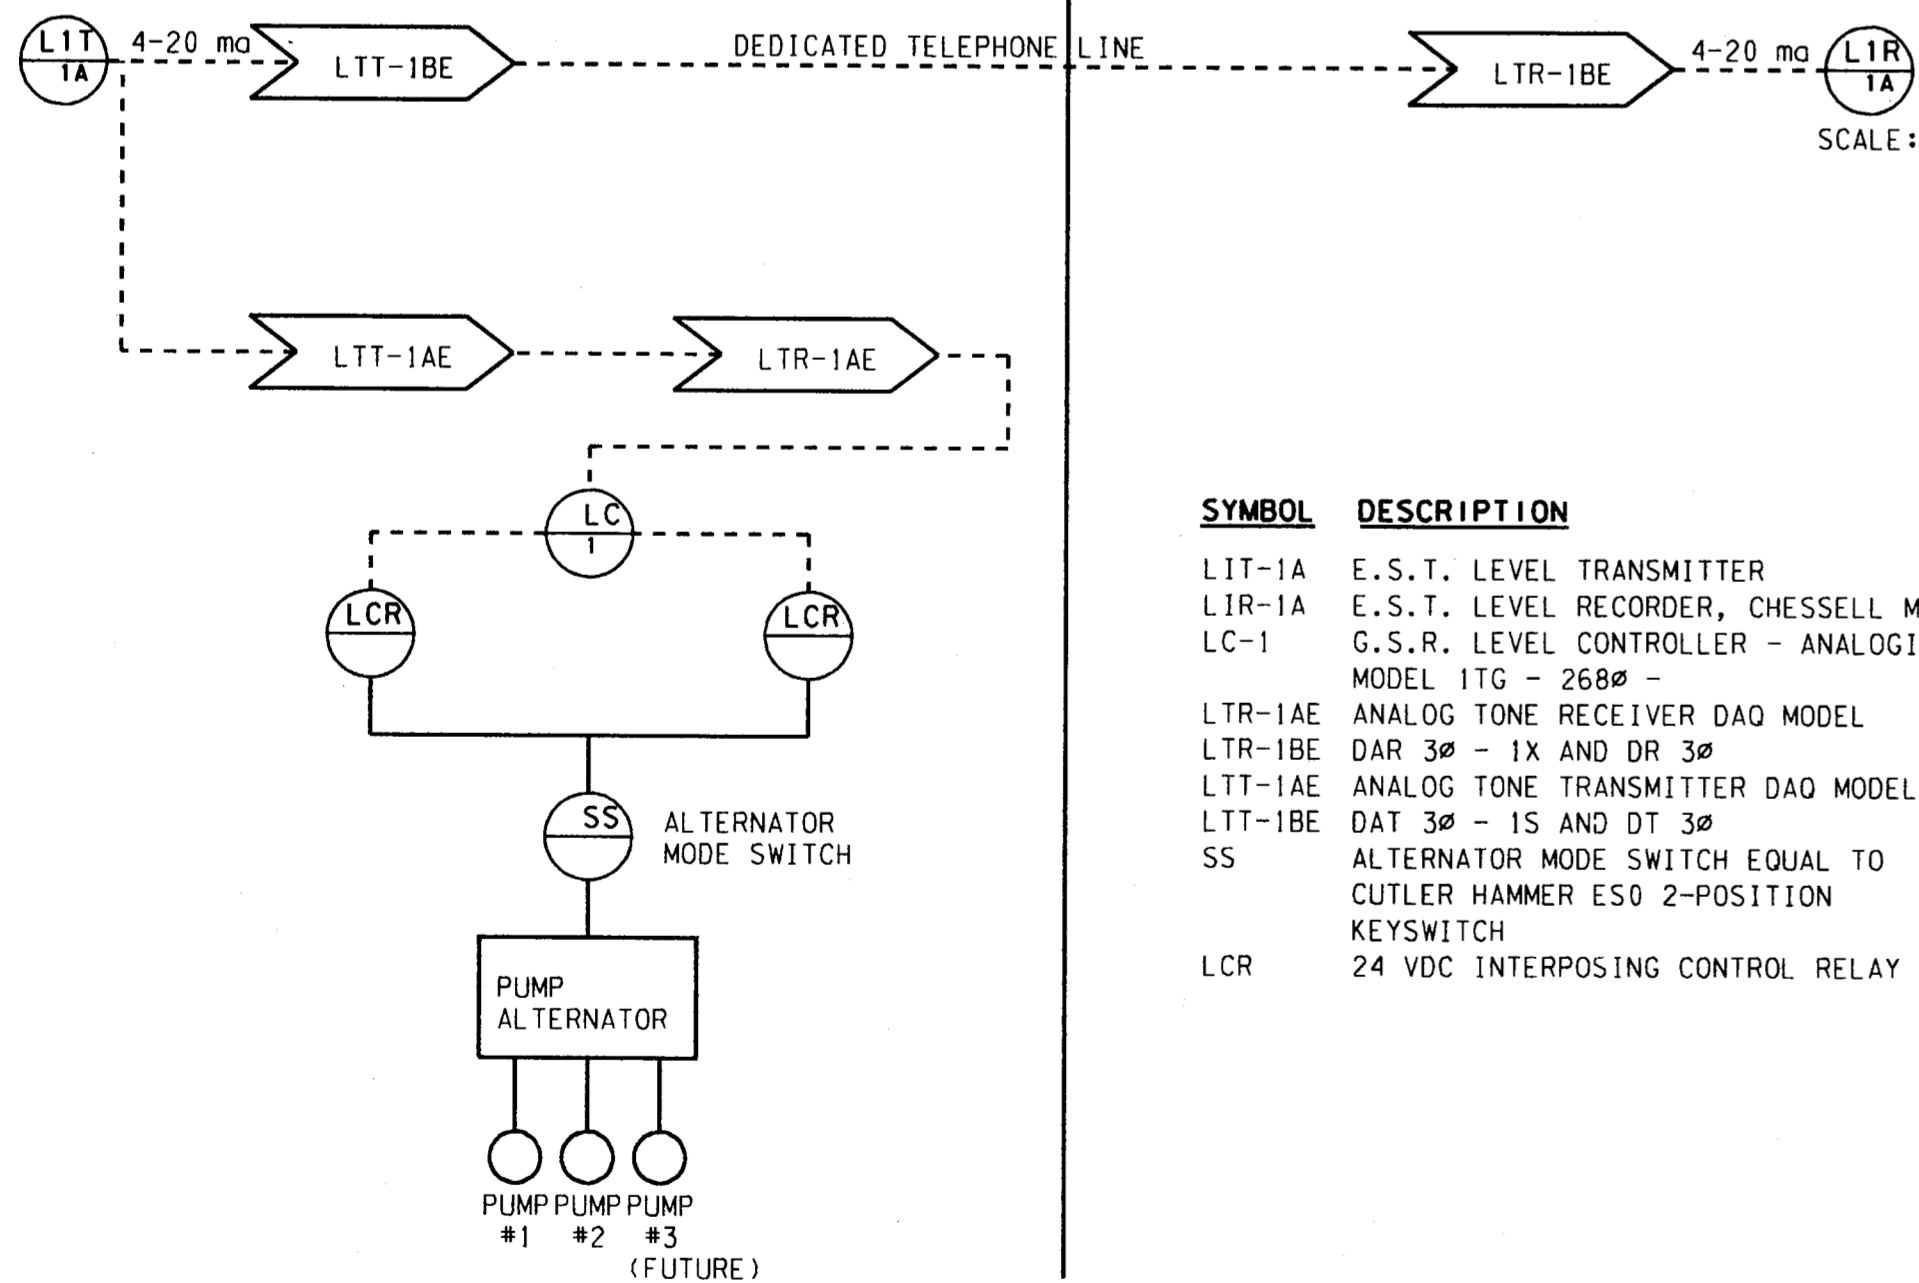 L1T
1A
4-20 ma
LTT-1BE
DEDICATED TELEPHONE LINE
LTR-1BE
4-20 ma
L1R
1A
SCALE:
LTT-1AE
LTR-1AE
LC
1
LCR
LCR
SS
ALTERNATOR
MODE SWITCH
PUMP
ALTERNATOR
PUMP PUMP PUMP
#1 #2 #3
(FUTURE)
SYMBOL DESCRIPTION
LIT-1A E.S.T. LEVEL TRANSMITTER
LIR-1A E.S.T. LEVEL RECORDER, CHESSELL M
LC-1 G.S.R. LEVEL CONTROLLER - ANALOGI
MODEL 1TG - 268ø -
LTR-1AE ANALOG TONE RECEIVER DAQ MODEL
LTR-1BE DAR 3ø - 1X AND DR 3ø
LTT-1AE ANALOG TONE TRANSMITTER DAQ MODEL
LTT-1BE DAT 3ø - 1S AND DT 3ø
SS ALTERNATOR MODE SWITCH EQUAL TO
CUTLER HAMMER ES0 2-POSITION
KEYSWITCH
LCR 24 VDC INTERPOSING CONTROL RELAY